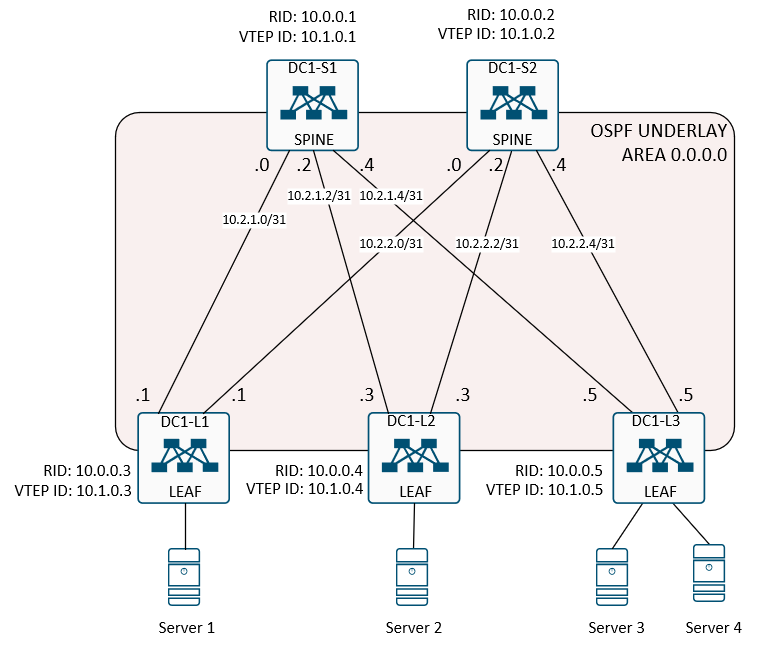 RID: 10.0.0.1
VTEP ID: 10.1.0.1
RID: 10.0.0.2
VTEP ID: 10.1.0.2
DC1-S1
SPINE
DC1-S2
SPINE
OSPF UNDERLAY
AREA 0.0.0.0
.0
.2
.4
.0
.2
.4
10.2.1.0/31
10.2.1.2/31
10.2.1.4/31
10.2.2.0/31
10.2.2.2/31
10.2.2.4/31
.1
.1
.3
.3
.5
.5
DC1-L1
LEAF
RID: 10.0.0.3
VTEP ID: 10.1.0.3
DC1-L2
LEAF
RID: 10.0.0.4
VTEP ID: 10.1.0.4
DC1-L3
LEAF
RID: 10.0.0.5
VTEP ID: 10.1.0.5
Server 1
Server 2
Server 3
Server 4